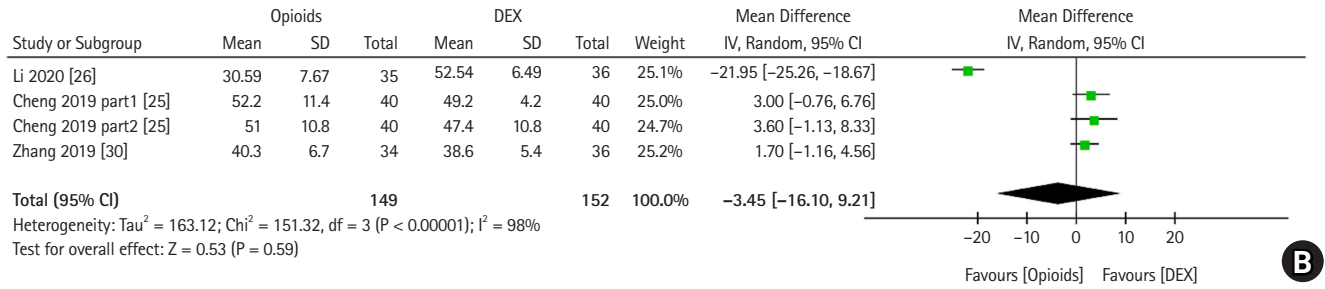 Opioids DEX Mean Difference Mean Difference
Study or Subgroup Mean SD Total Mean SD Total Weight IV, Random, 95% CI IV, Random, 95% CI
Li 2020 [26] 30.59 7.67 35 52.54 6.49 36 25.1% −21.95 [−25.26, −18.67]
Cheng 2019 part1 [25] 52.2 11.4 40 49.2 4.2 40 25.0% 3.00 [−0.76, 6.76]
Cheng 2019 part2 [25] 51 10.8 40 47.4 10.8 40 24.7% 3.60 [−1.13, 8.33]
Zhang 2019 [30] 40.3 6.7 34 38.6 5.4 36 25.2% 1.70 [−1.16, 4.56]
Total (95% CI) 149 152 100.0% −3.45 [−16.10, 9.21]
Heterogeneity: Tau² = 163.12; Chi² = 151.32, df = 3 (P < 0.00001); I² = 98%
Test for overall effect: Z = 0.53 (P = 0.59)
−20 −10 0 10 20
Favours [Opioids] Favours [DEX]
B